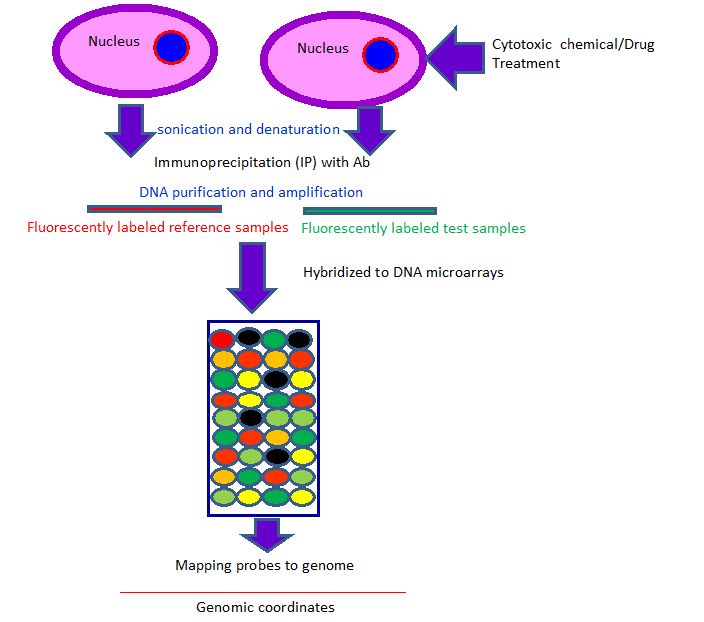 Nucleus
Nucleus
Cytotoxic chemical/Drug
Treatment
sonication and denaturation
Immunoprecipitation (IP) with Ab
DNA purification and amplification
Fluorescently labeled reference samples
Fluorescently labeled test samples
Hybridized to DNA microarrays
Mapping probes to genome
Genomic coordinates